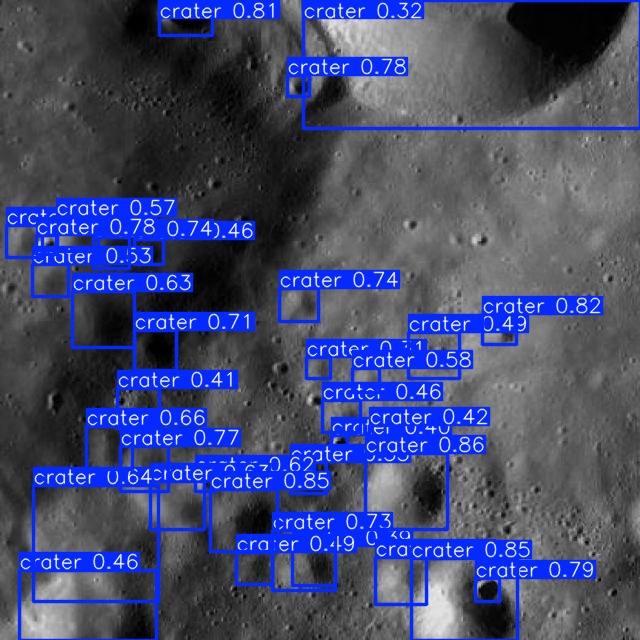 crater 0.81
crater 0.32
crater 0.78
crater 0.57
crater 0.78
0.74
0.46
crater 0.53
crater 0.63
crater 0.74
crater 0.82
crater 0.49
crater 0.71
crater 0.58
crater 0.41
crater 0.46
crater 0.66
crater 0.42
crater 0.77
crater 0.86
crater 0.64
0.62
crater 0.85
crater 0.73
crater 0.49
crater 0.85
crater 0.46
crater 0.79